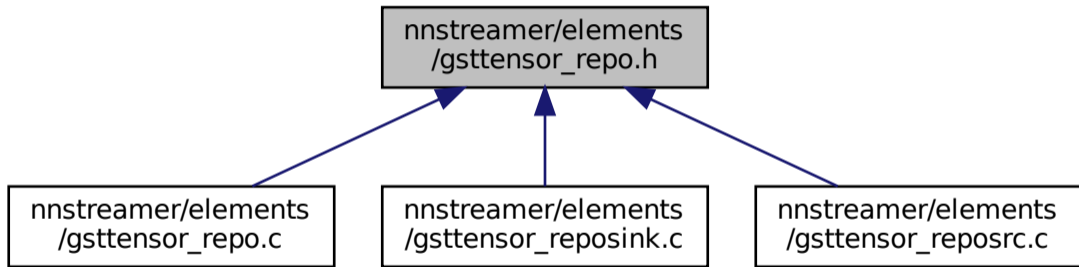 nnstreamer/elements
/gsttensor_repo.h
nnstreamer/elements
/gsttensor_repo.c
nnstreamer/elements
/gsttensor_reposink.c
nnstreamer/elements
/gsttensor_reposrc.c